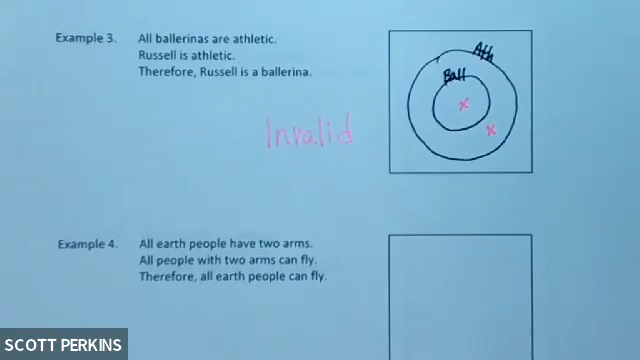 Example 3. All ballerinas are athletic.
Russell is athletic.
Therefore, Russell is a ballerina.
Ath
Ball
x
x
Invalid
Example 4. All earth people have two arms.
All people with two arms can fly.
Therefore, all earth people can fly.
SCOTT PERKINS